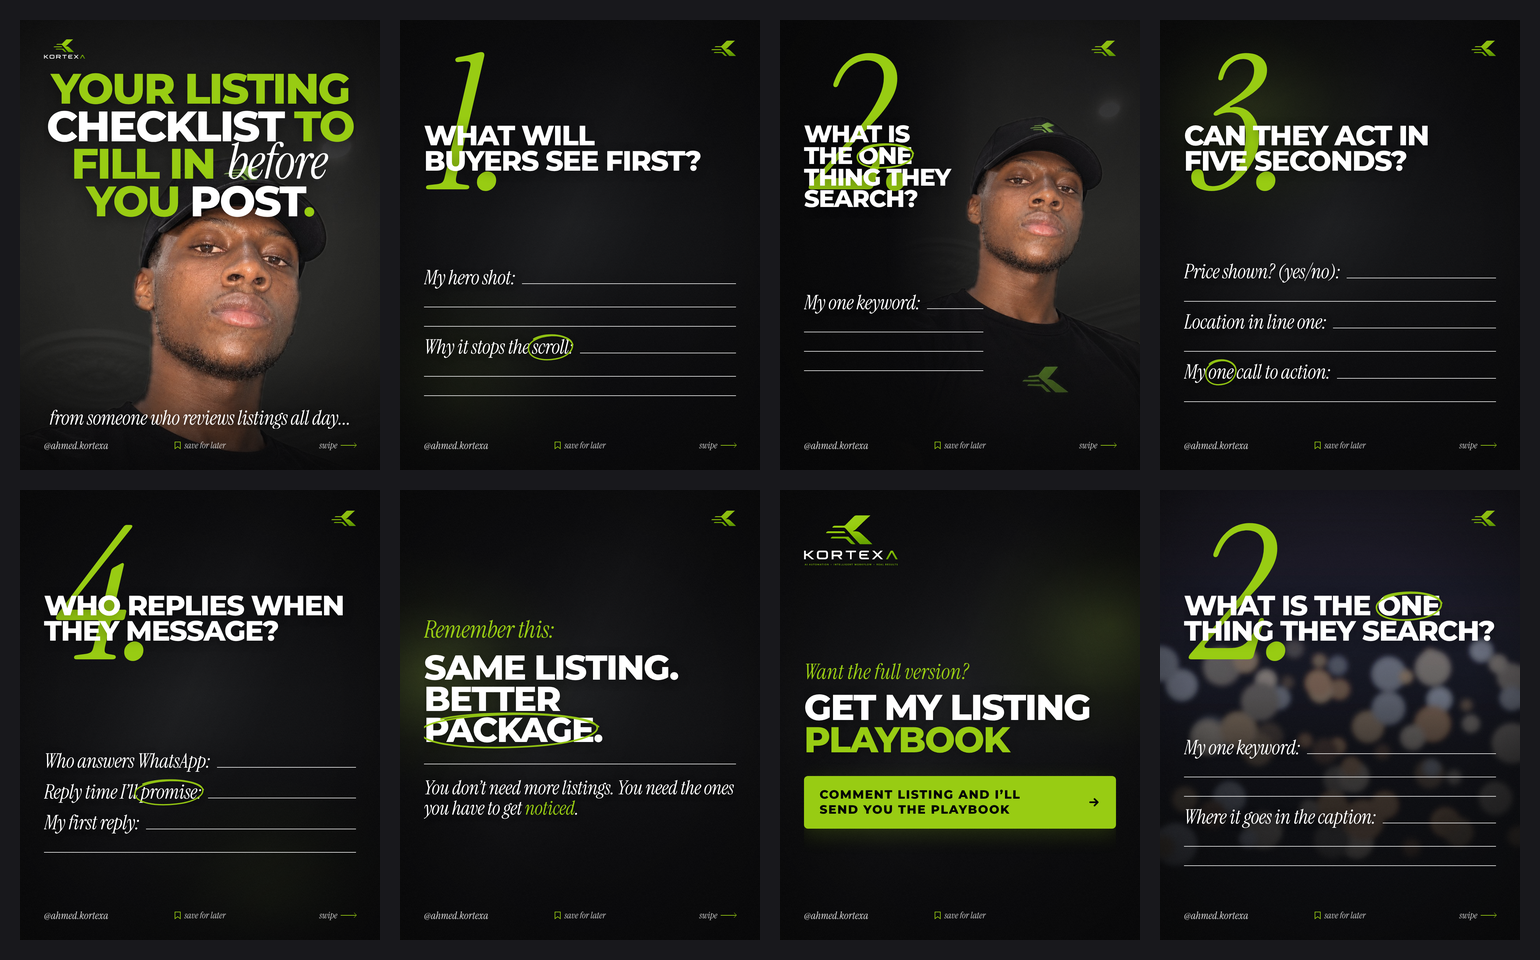 KORTEXA
YOUR LISTING
CHECKLIST TO
FILL IN before
YOU POST.
from someone who reviews listings all day...
@ahmed.kortexa
save for later
swipe
1.
WHAT WILL
BUYERS SEE FIRST?
My hero shot:
Why it stops the scroll:
@ahmed.kortexa
save for later
swipe
2.
WHAT IS
THE ONE
THING THEY
SEARCH?
My one keyword:
@ahmed.kortexa
save for later
swipe
3.
CAN THEY ACT IN
FIVE SECONDS?
Price shown? (yes/no):
Location in line one:
My one call to action:
@ahmed.kortexa
save for later
swipe
4.
WHO REPLIES WHEN
THEY MESSAGE?
Who answers WhatsApp:
Reply time I'll promise:
My first reply:
@ahmed.kortexa
save for later
swipe
Remember this:
SAME LISTING.
BETTER
PACKAGE.
You don't need more listings. You need the ones
you have to get noticed.
@ahmed.kortexa
save for later
swipe
KORTEXA
Want the full version?
GET MY LISTING
PLAYBOOK
COMMENT LISTING AND I'LL
SEND YOU THE PLAYBOOK
@ahmed.kortexa
save for later
2.
WHAT IS THE ONE
THING THEY SEARCH?
My one keyword:
Where it goes in the caption:
@ahmed.kortexa
save for later
swipe